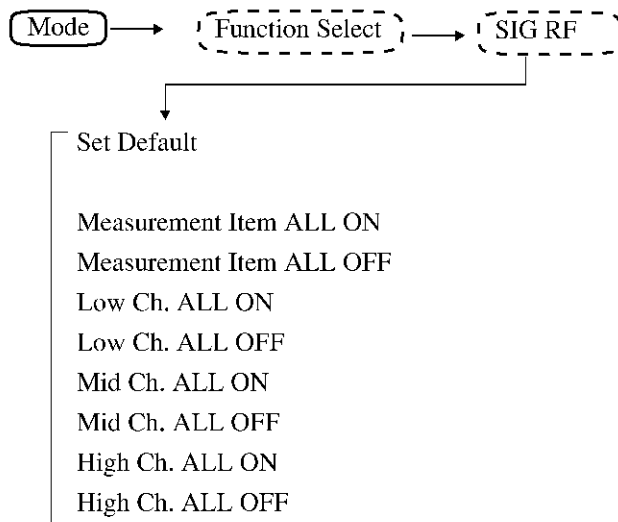 Mode Function Select SIG RF
Set Default
Measurement Item ALL ON
Measurement Item ALL OFF
Low Ch. ALL ON
Low Ch. ALL OFF
Mid Ch. ALL ON
Mid Ch. ALL OFF
High Ch. ALL ON
High Ch. ALL OFF